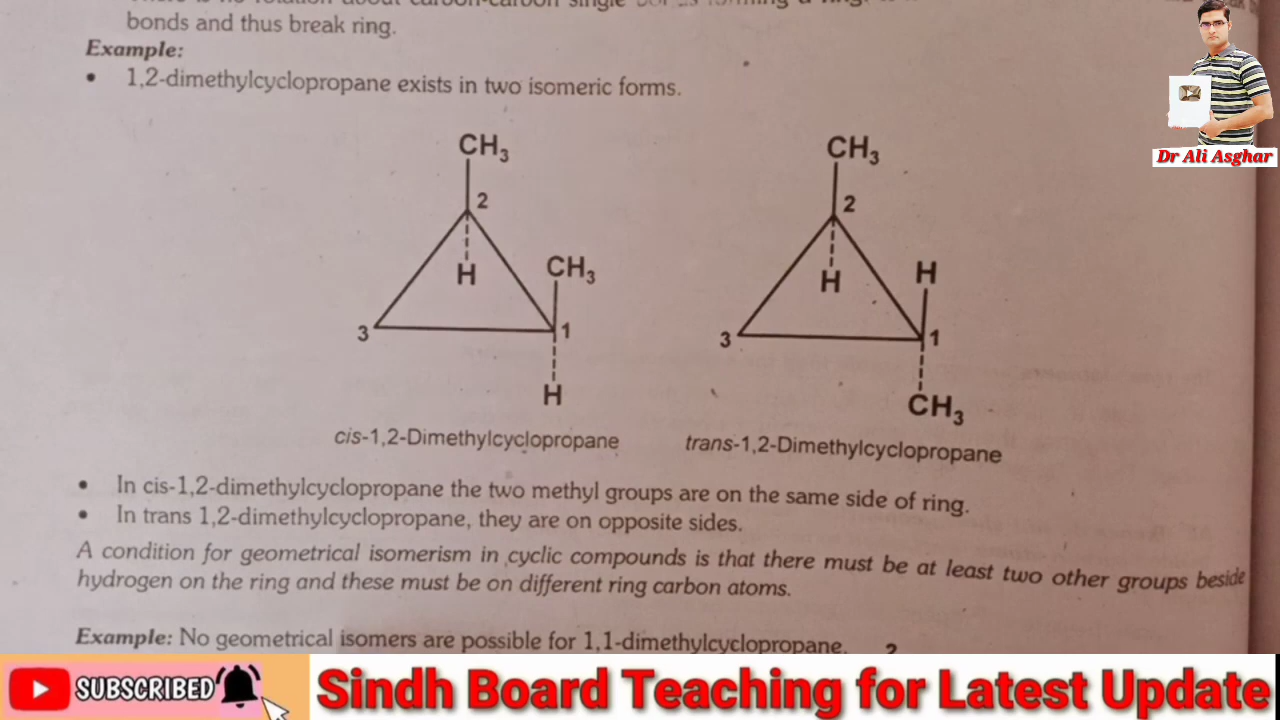 bonds and thus break ring.
Example:
• 1,2-dimethylcyclopropane exists in two isomeric forms.
CH3
2
H
CH3
3
1
H
cis-1,2-Dimethylcyclopropane
CH3
2
H
H
3
1
CH3
trans-1,2-Dimethylcyclopropane
• In cis-1,2-dimethylcyclopropane the two methyl groups are on the same side of ring.
• In trans 1,2-dimethylcyclopropane, they are on opposite sides.
A condition for geometrical isomerism in cyclic compounds is that there must be at least two other groups beside
hydrogen on the ring and these must be on different ring carbon atoms.
Example: No geometrical isomers are possible for 1,1-dimethylcyclopropane.
Dr Ali Asghar
SUBSCRIBED
Sindh Board Teaching for Latest Update